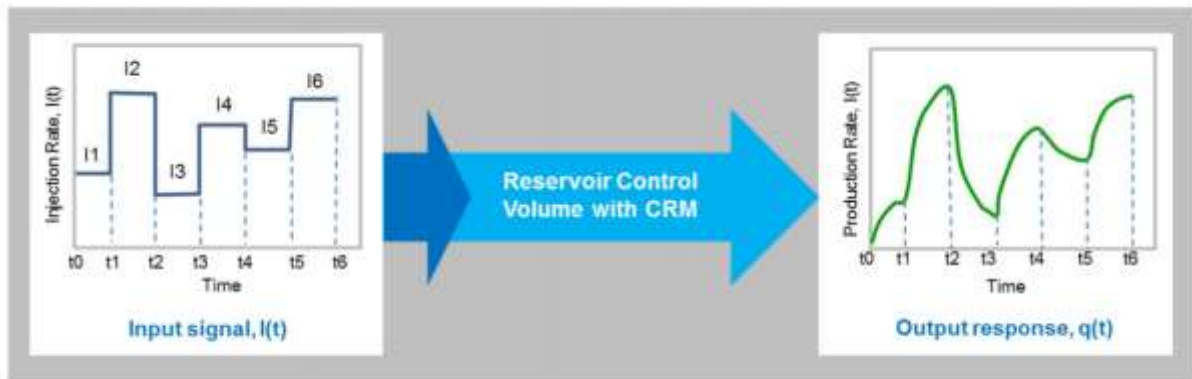 Injection Rate, I(t)
I1
I2
I3
I4
I5
I6
t0 t1 t2 t3 t4 t5 t6
Time
Input signal, I(t)
Reservoir Control
Volume with CRM
Production Rate, I(t)
t0 t1 t2 t3 t4 t5 t6
Time
Output response, q(t)